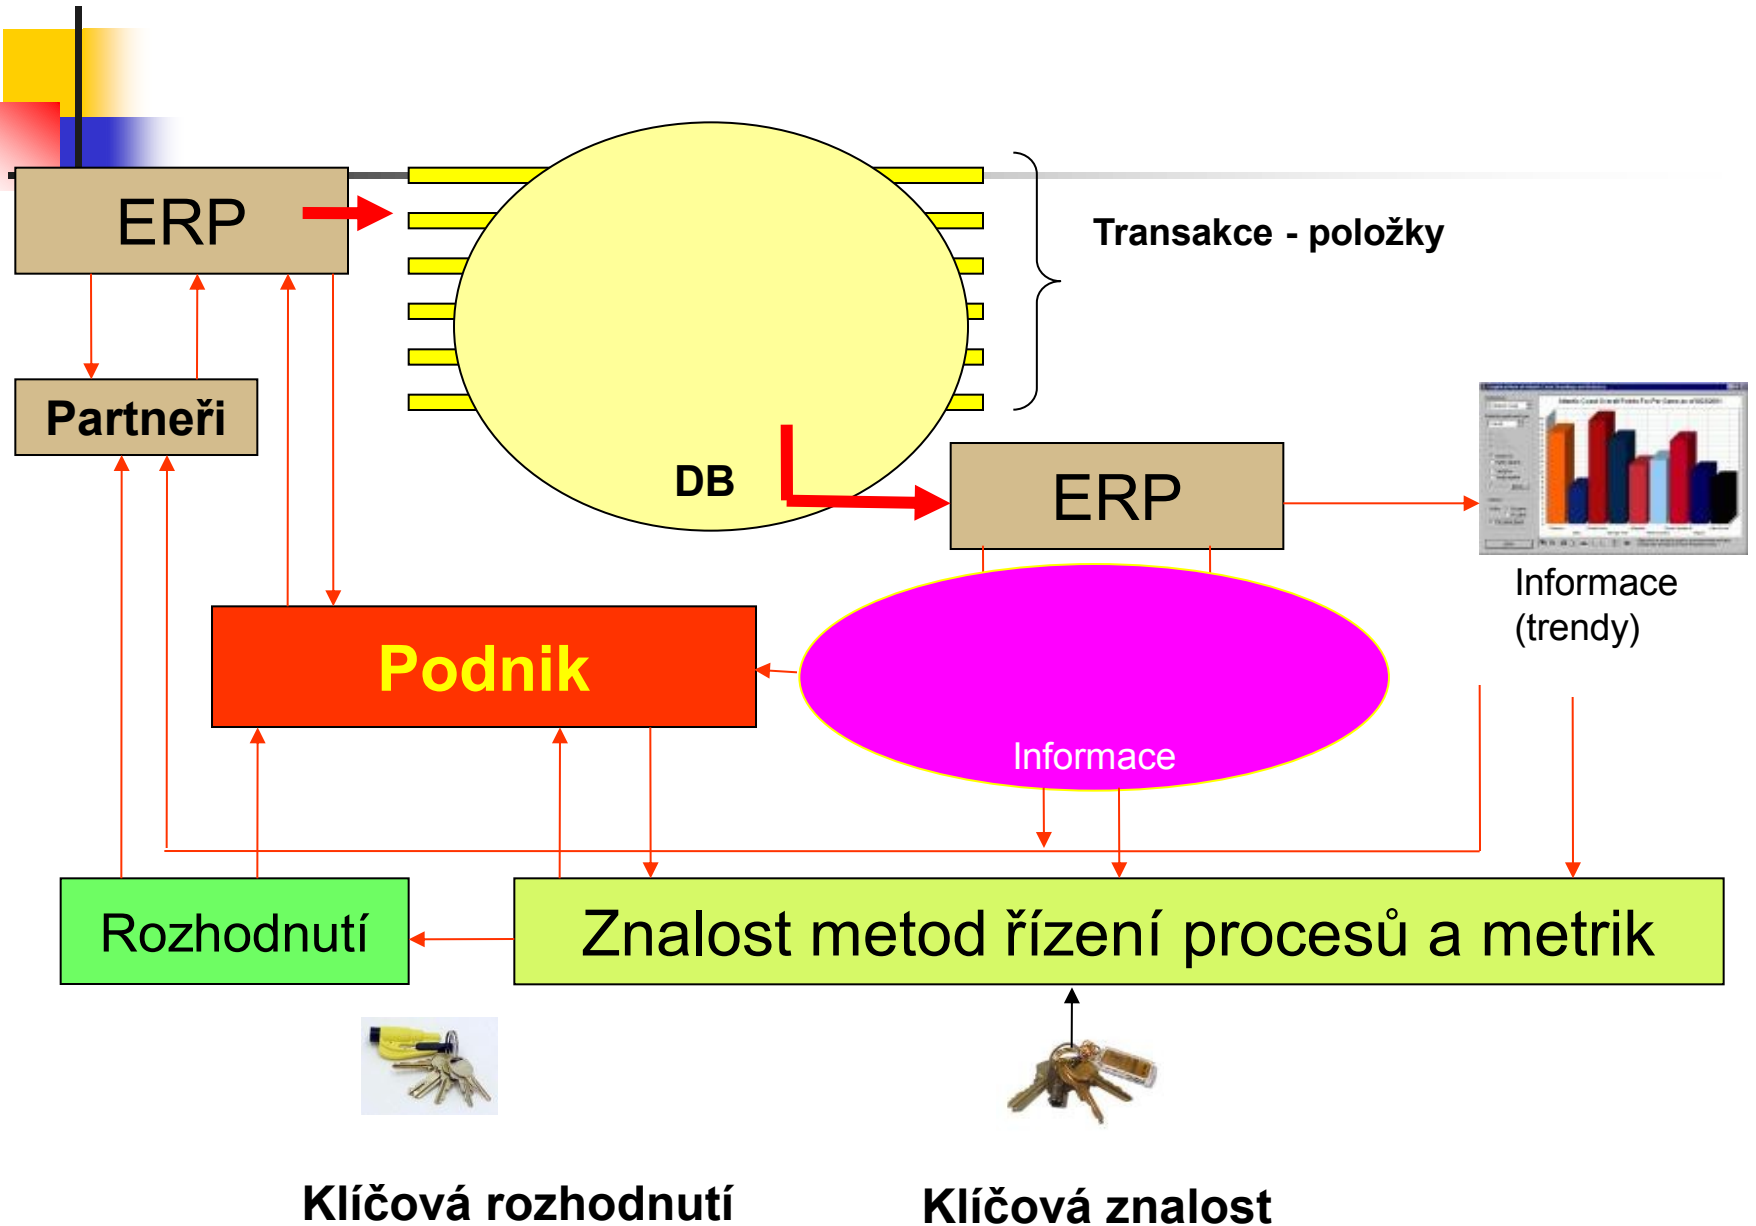 ERP
Transakce - položky
Partneři
DB
ERP
Informace
(trendy)
Podnik
Informace
Rozhodnutí
Znalost metod řízení procesů a metrik
Klíčová rozhodnutí
Klíčová znalost